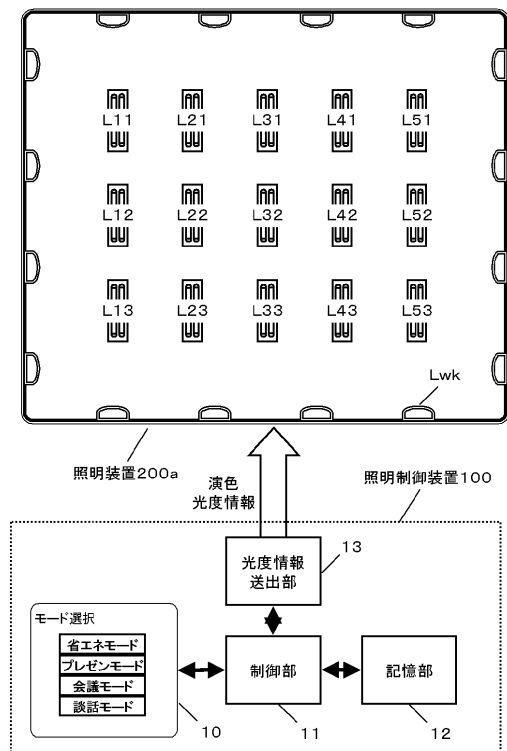 L11 L21 L31 L41 L51
L12 L22 L32 L42 L52
L13 L23 L33 L43 L53
Lwk
照明装置200a
演色
光度情報
照明制御装置100
光度情報
送出部
13
モード選択
省エネモード
プレゼンモード
会議モード
談話モード
10
制御部
11
記憶部
12